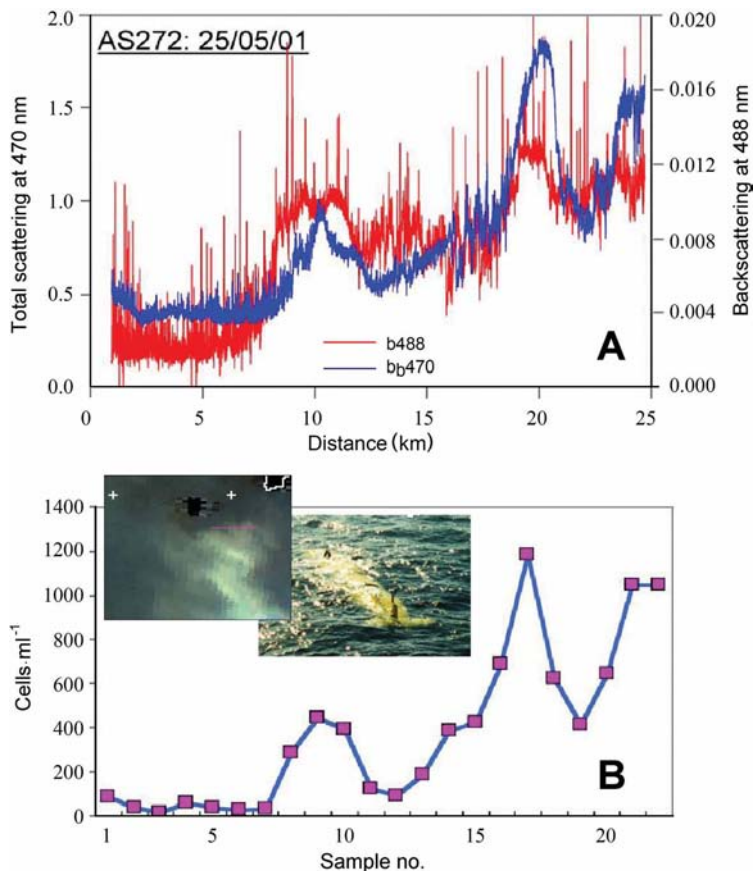 AS272: 25/05/01
Total scattering at 470 nm
2.0
1.5
1.0
0.5
0.0
Backscattering at 488 nm
0.020
0.016
0.012
0.008
0.004
0.000
b488
bb470
A
0 5 10 15 20 25
Distance (km)
Cells·ml-1
1400
1200
1000
800
600
400
200
0
B
1 5 10 15 20
Sample no.